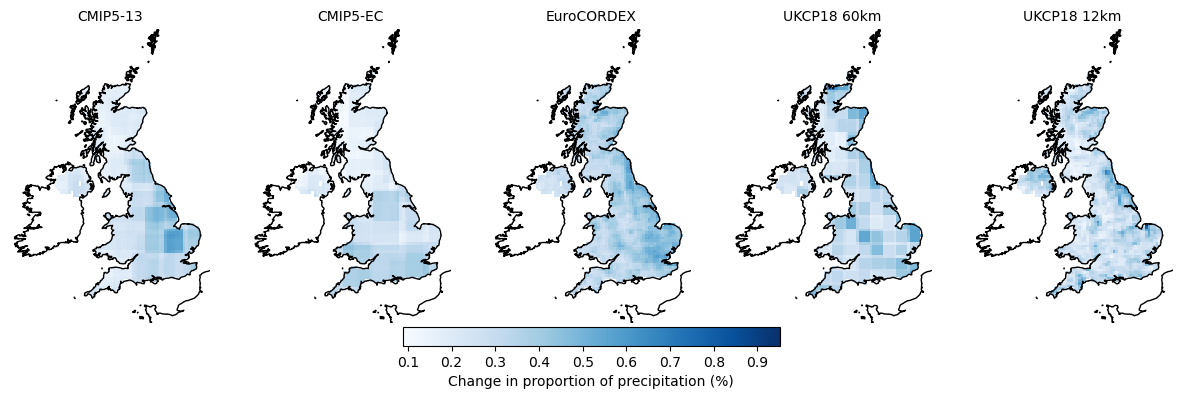 CMIP5-13 CMIP5-EC EuroCORDEX UKCP18 60km UKCP18 12km
0.1 0.2 0.3 0.4 0.5 0.6 0.7 0.8 0.9
Change in proportion of precipitation (%)